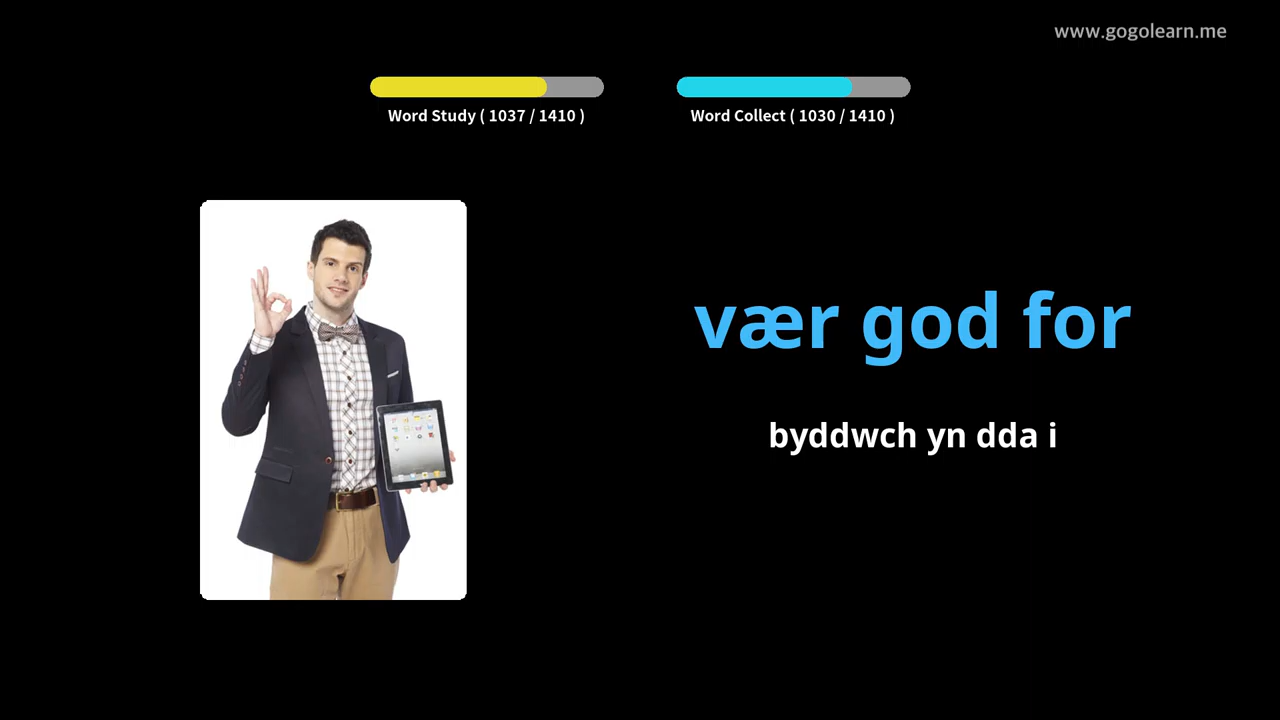 www.gogolearn.me
Word Study ( 1037 / 1410 )
Word Collect ( 1030 / 1410 )
vær god for
byddwch yn dda i